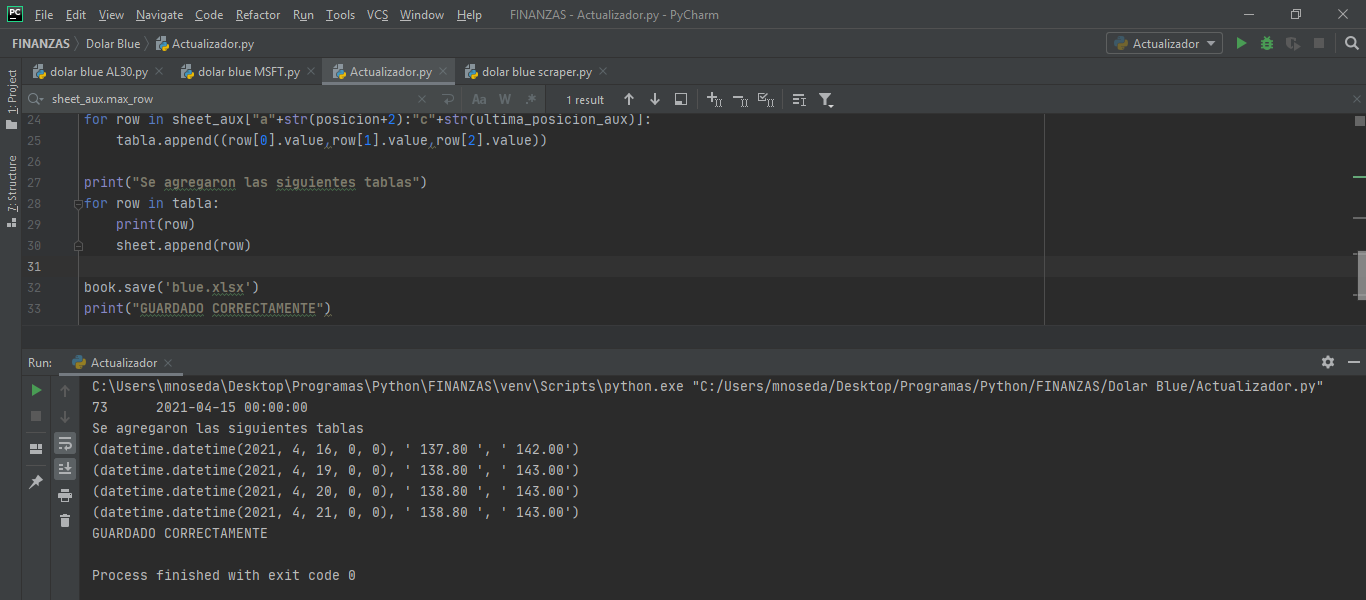 PC File Edit View Navigate Code Refactor Run Tools VCS Window Help FINANZAS - Actualizador.py - PyCharm
FINANZAS Dolar Blue Actualizador.py Actualizador
dolar blue AL30.py dolar blue MSFT.py Actualizador.py dolar blue scraper.py
1: Project
7: Structure
sheet_aux.max_row Aa W .* 1 result
24 for row in sheet_aux["a"+str(posicion+2):"c"+str(ultima_posicion_aux)]:
25 tabla.append((row[0].value,row[1].value,row[2].value))
26
27 print("Se agregaron las siguientes tablas")
28 for row in tabla:
29 print(row)
30 sheet.append(row)
31
32 book.save('blue.xlsx')
33 print("GUARDADO CORRECTAMENTE")
Run: Actualizador
C:\Users\mnoseda\Desktop\Programas\Python\FINANZAS\venv\Scripts\python.exe "C:/Users/mnoseda/Desktop/Programas/Python/FINANZAS/Dolar Blue/Actualizador.py"
73 2021-04-15 00:00:00
Se agregaron las siguientes tablas
(datetime.datetime(2021, 4, 16, 0, 0), ' 137.80 ', ' 142.00')
(datetime.datetime(2021, 4, 19, 0, 0), ' 138.80 ', ' 143.00')
(datetime.datetime(2021, 4, 20, 0, 0), ' 138.80 ', ' 143.00')
(datetime.datetime(2021, 4, 21, 0, 0), ' 138.80 ', ' 143.00')
GUARDADO CORRECTAMENTE
Process finished with exit code 0